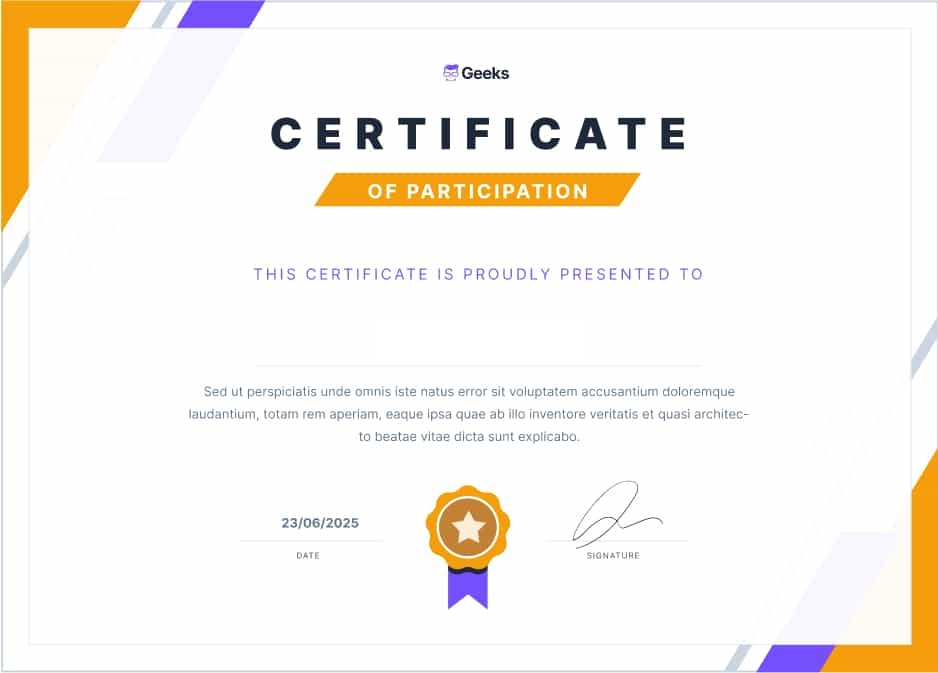 Geeks
CERTIFICATE
OF PARTICIPATION
THIS CERTIFICATE IS PROUDLY PRESENTED TO
Sed ut perspiciatis unde omnis iste natus error sit voluptatem accusantium doloremque
laudantium, totam rem aperiam, eaque ipsa quae ab illo inventore veritatis et quasi architec-
to beatae vitae dicta sunt explicabo.
23/06/2025
DATE
SIGNATURE